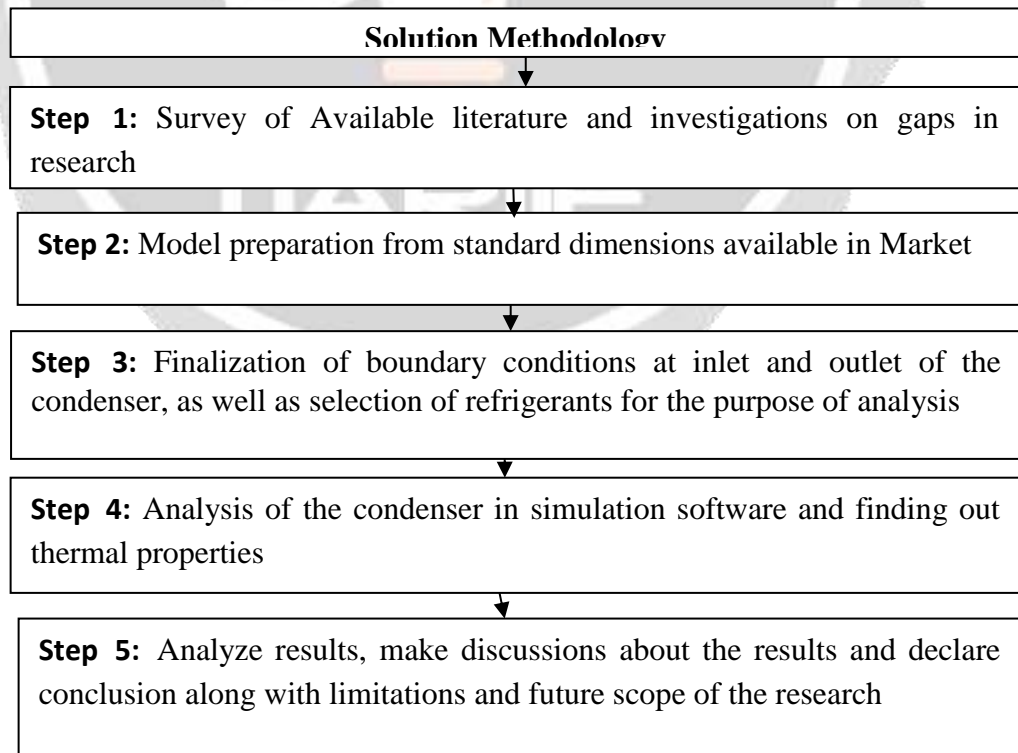 Solution Methodology
Step 1: Survey of Available literature and investigations on gaps in
research
Step 2: Model preparation from standard dimensions available in Market
Step 3: Finalization of boundary conditions at inlet and outlet of the
condenser, as well as selection of refrigerants for the purpose of analysis
Step 4: Analysis of the condenser in simulation software and finding out
thermal properties
Step 5: Analyze results, make discussions about the results and declare
conclusion along with limitations and future scope of the research